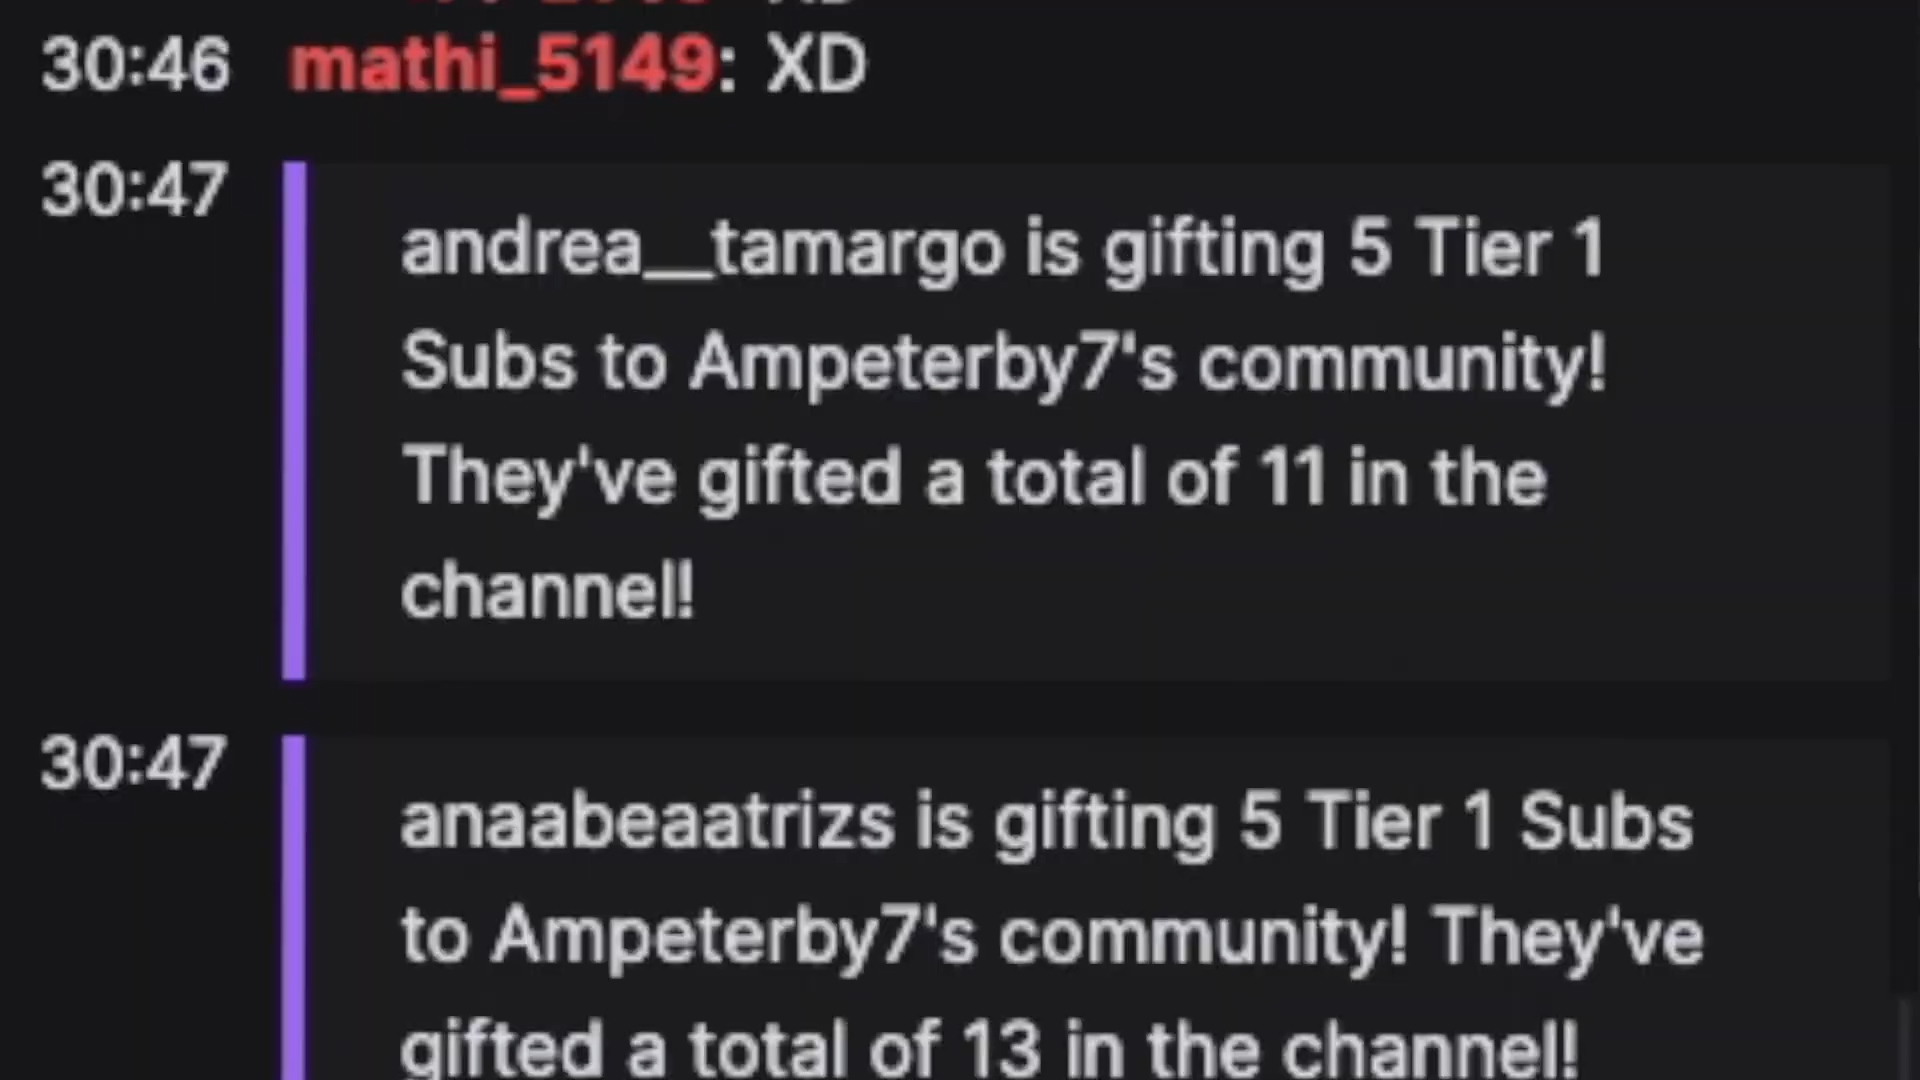 30:46 mathi_5149: XD
30:47
andrea__tamargo is gifting 5 Tier 1
Subs to Ampeterby7's community!
They've gifted a total of 11 in the
channel!
30:47
anaabeaatrizs is gifting 5 Tier 1 Subs
to Ampeterby7's community! They've
gifted a total of 13 in the channel!